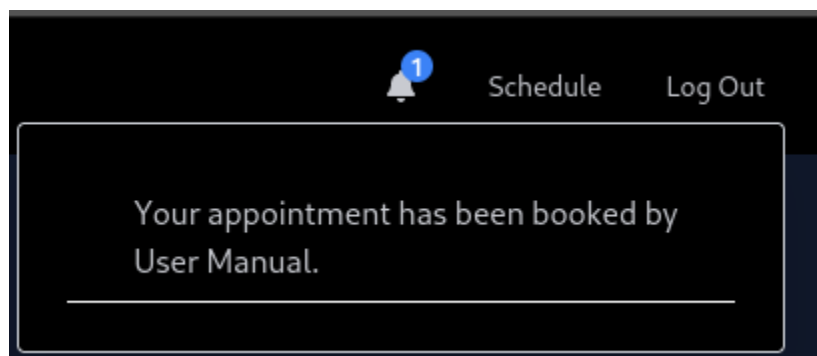 1
Schedule
Log Out
Your appointment has been booked by
User Manual.